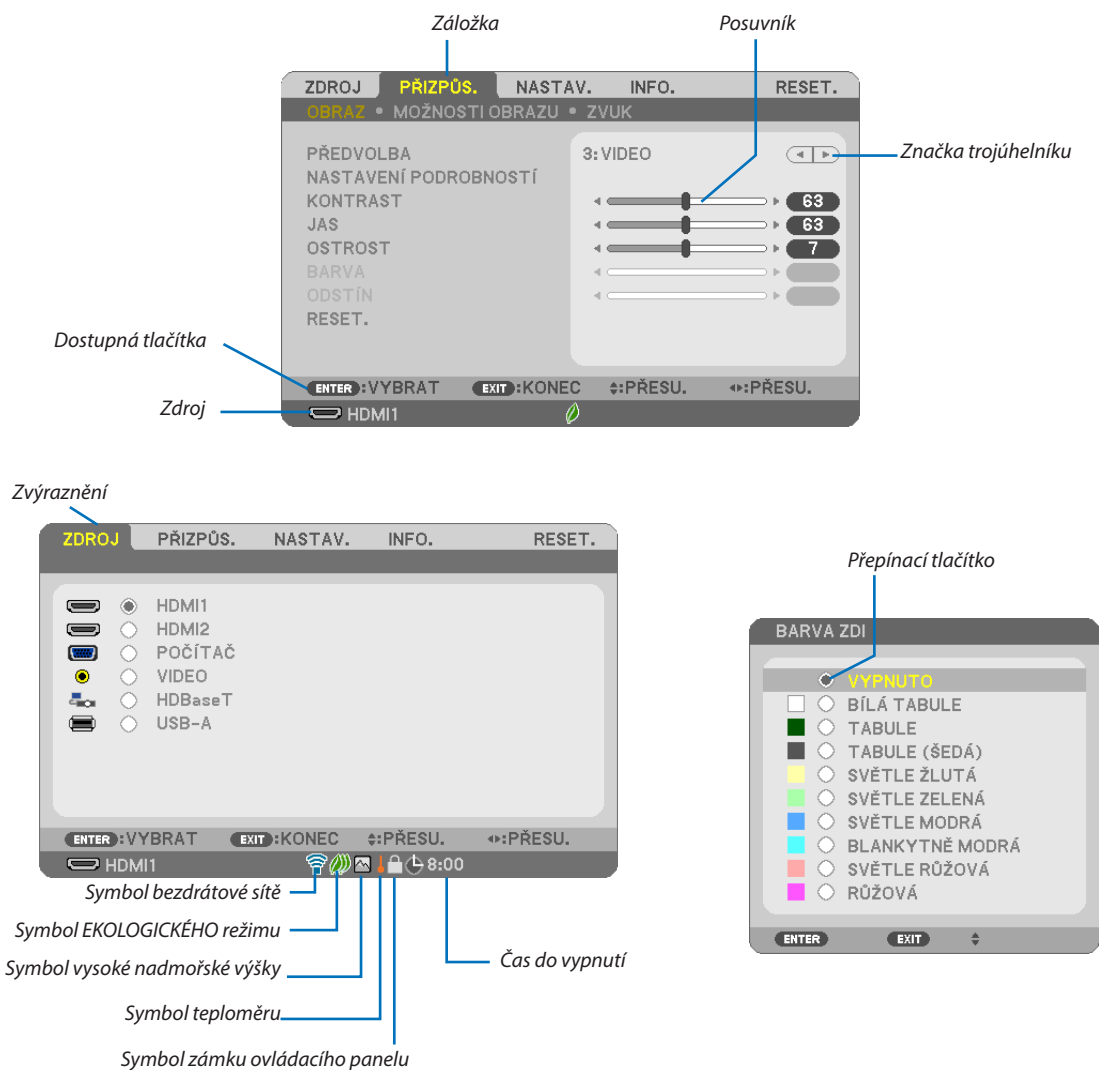 Záložka
Posuvník
ZDROJ PŘIZPŮS. NASTAV. INFO. RESET.
OBRAZ • MOŽNOSTI OBRAZU • ZVUK
PŘEDVOLBA 3:VIDEO
Značka trojúhelníku
NASTAVENÍ PODROBNOSTÍ
KONTRAST 63
JAS 63
OSTROST 7
BARVA
ODSTÍN
RESET.
Dostupná tlačítka
ENTER :VYBRAT EXIT :KONEC :PŘESU. :PŘESU.
Zdroj
HDMI1
Zvýraznění
ZDROJ PŘIZPŮS. NASTAV. INFO. RESET.
HDMI1
HDMI2
POČÍTAČ
VIDEO
HDBaseT
USB-A
ENTER :VYBRAT EXIT :KONEC :PŘESU. :PŘESU.
HDMI1 8:00
Symbol bezdrátové sítě
Symbol EKOLOGICKÉHO režimu
Symbol vysoké nadmořské výšky
Čas do vypnutí
Symbol teploměru
Symbol zámku ovládacího panelu
Přepínací tlačítko
BARVA ZDI
VYPNUTO
BÍLÁ TABULE
TABULE
TABULE (ŠEDÁ)
SVĚTLE ŽLUTÁ
SVĚTLE ZELENÁ
SVĚTLE MODRÁ
BLANKYTNĚ MODRÁ
SVĚTLE RŮŽOVÁ
RŮŽOVÁ
ENTER EXIT